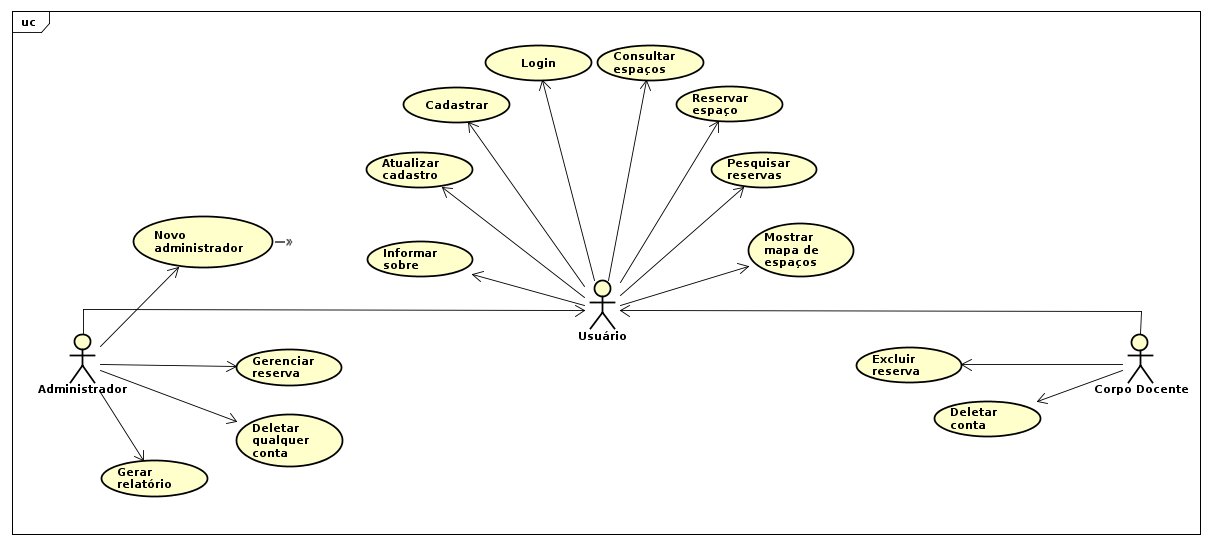 uc
Login
Consultar
espaços
Cadastrar
Reservar
espaço
Atualizar
cadastro
Pesquisar
reservas
Novo
administrador
Informar
sobre
Mostrar
mapa de
espaços
Usuário
Administrador
Gerenciar
reserva
Deletar
qualquer
conta
Gerar
relatório
Excluir
reserva
Corpo Docente
Deletar
conta